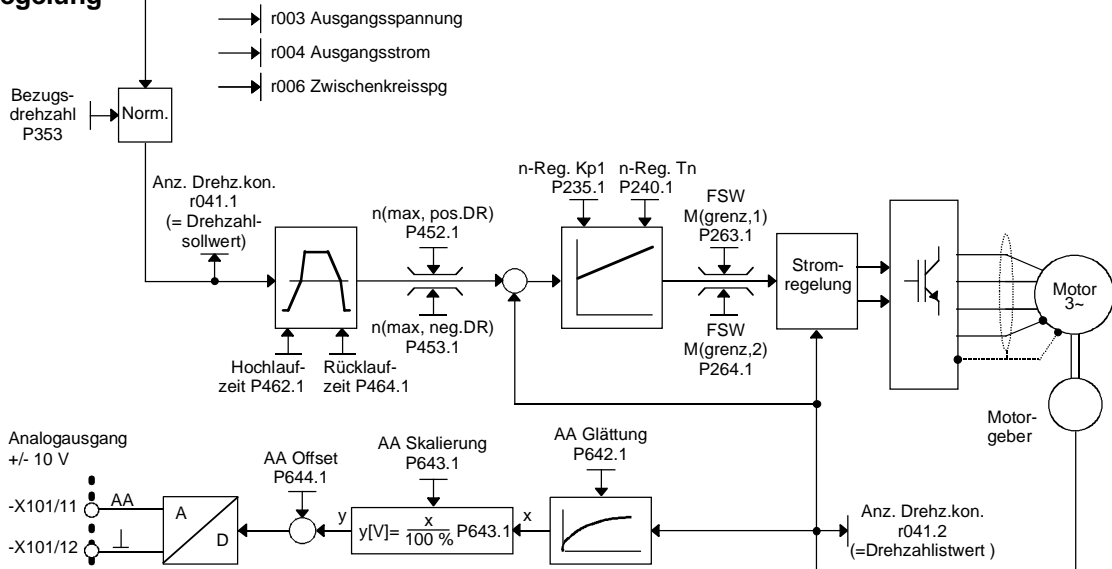 egelung
r003 Ausgangsspannung
r004 Ausgangsstrom
r006 Zwischenkreisspg
Bezugs-
drehzahl
P353
Norm.
Anz. Drehz.kon.
r041.1
(= Drehzahl-
sollwert)
n(max, pos.DR)
P452.1
n(max, neg.DR)
P453.1
Hochlauf-
zeit P462.1
Rücklauf-
zeit P464.1
n-Reg. Kp1
P235.1
n-Reg. Tn
P240.1
FSW
M(grenz,1)
P263.1
FSW
M(grenz,2)
P264.1
Strom-
regelung
Motor
3~
Motor-
geber
Analogausgang
+/- 10 V
-X101/11
AA
-X101/12
A
D
AA Offset
P644.1
y
AA Skalierung
P643.1
y[V]= x / 100 % P643.1
x
AA Glättung
P642.1
Anz. Drehz.kon.
r041.2
(=Drehzahlistwert )